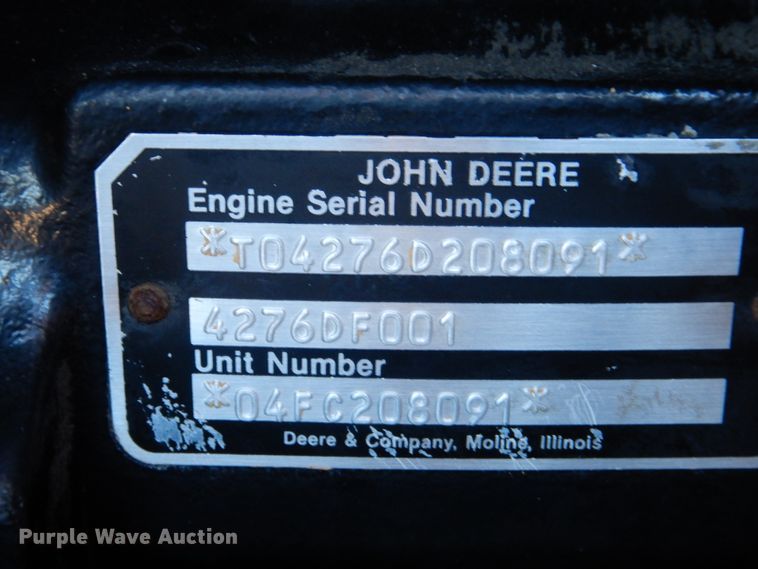 JOHN DEERE
Engine Serial Number
*T04276D208091*
4276DF001
Unit Number
*04FC208091*
Deere & Company, Moline, Illinois
Purple Wave Auction